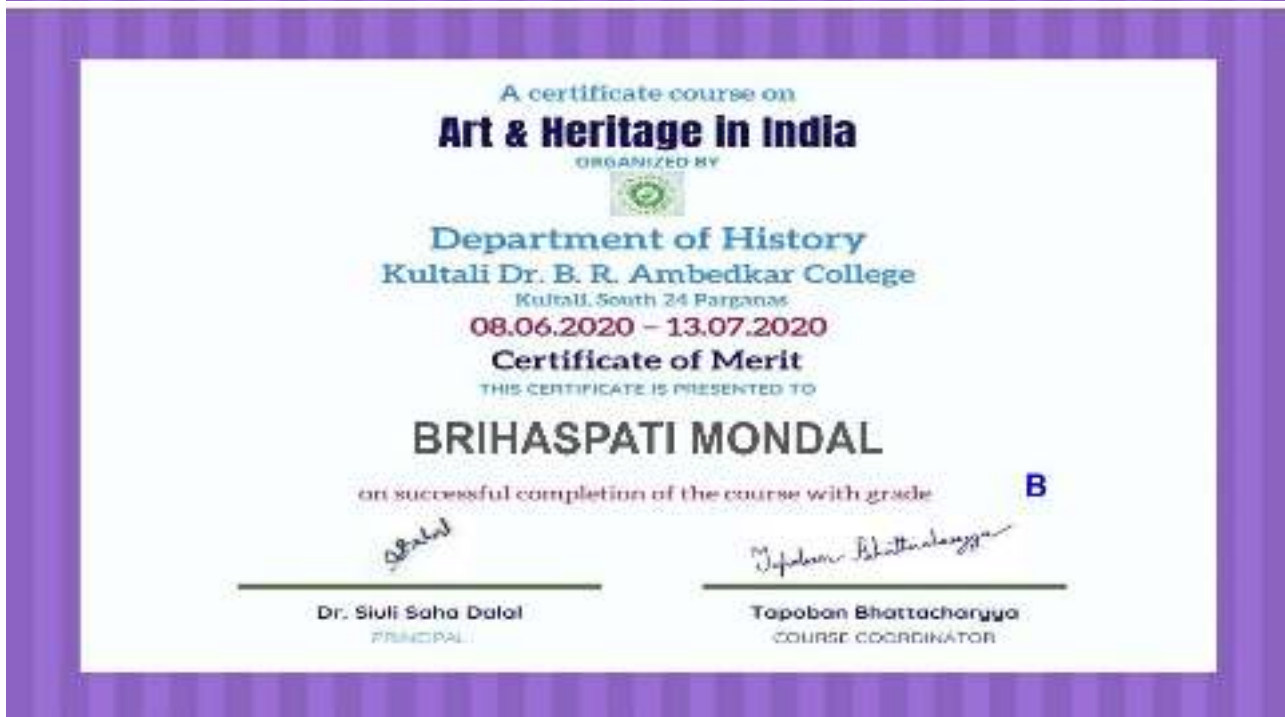 A certificate course on
Art & Heritage in India
ORGANIZED BY
Department of History
Kultali Dr. B. R. Ambedkar College
Kultali, South 24 Parganas
08.06.2020 – 13.07.2020
Certificate of Merit
THIS CERTIFICATE IS PRESENTED TO
BRIHASPATI MONDAL
on successful completion of the course with grade B
Tapoban Bhattacharyya
Dr. Siuli Saha Dalal Tapoban Bhattacharyya
PRINCIPAL COURSE COORDINATOR